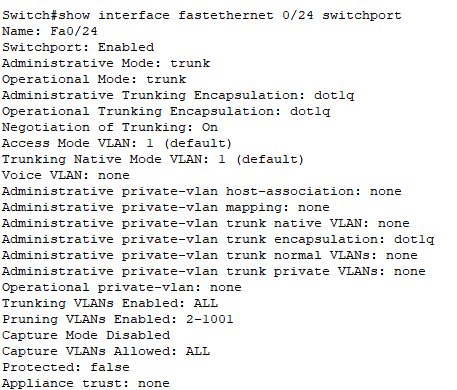 Switch#show interface fastethernet 0/24 switchport
Name: Fa0/24
Switchport: Enabled
Administrative Mode: trunk
Operational Mode: trunk
Administrative Trunking Encapsulation: dot1q
Operational Trunking Encapsulation: dot1q
Negotiation of Trunking: On
Access Mode VLAN: 1 (default)
Trunking Native Mode VLAN: 1 (default)
Voice VLAN: none
Administrative private-vlan host-association: none
Administrative private-vlan mapping: none
Administrative private-vlan trunk native VLAN: none
Administrative private-vlan trunk encapsulation: dot1q
Administrative private-vlan trunk normal VLANs: none
Administrative private-vlan trunk private VLANs: none
Operational private-vlan: none
Trunking VLANs Enabled: ALL
Pruning VLANs Enabled: 2-1001
Capture Mode Disabled
Capture VLANs Allowed: ALL
Protected: false
Appliance trust: none